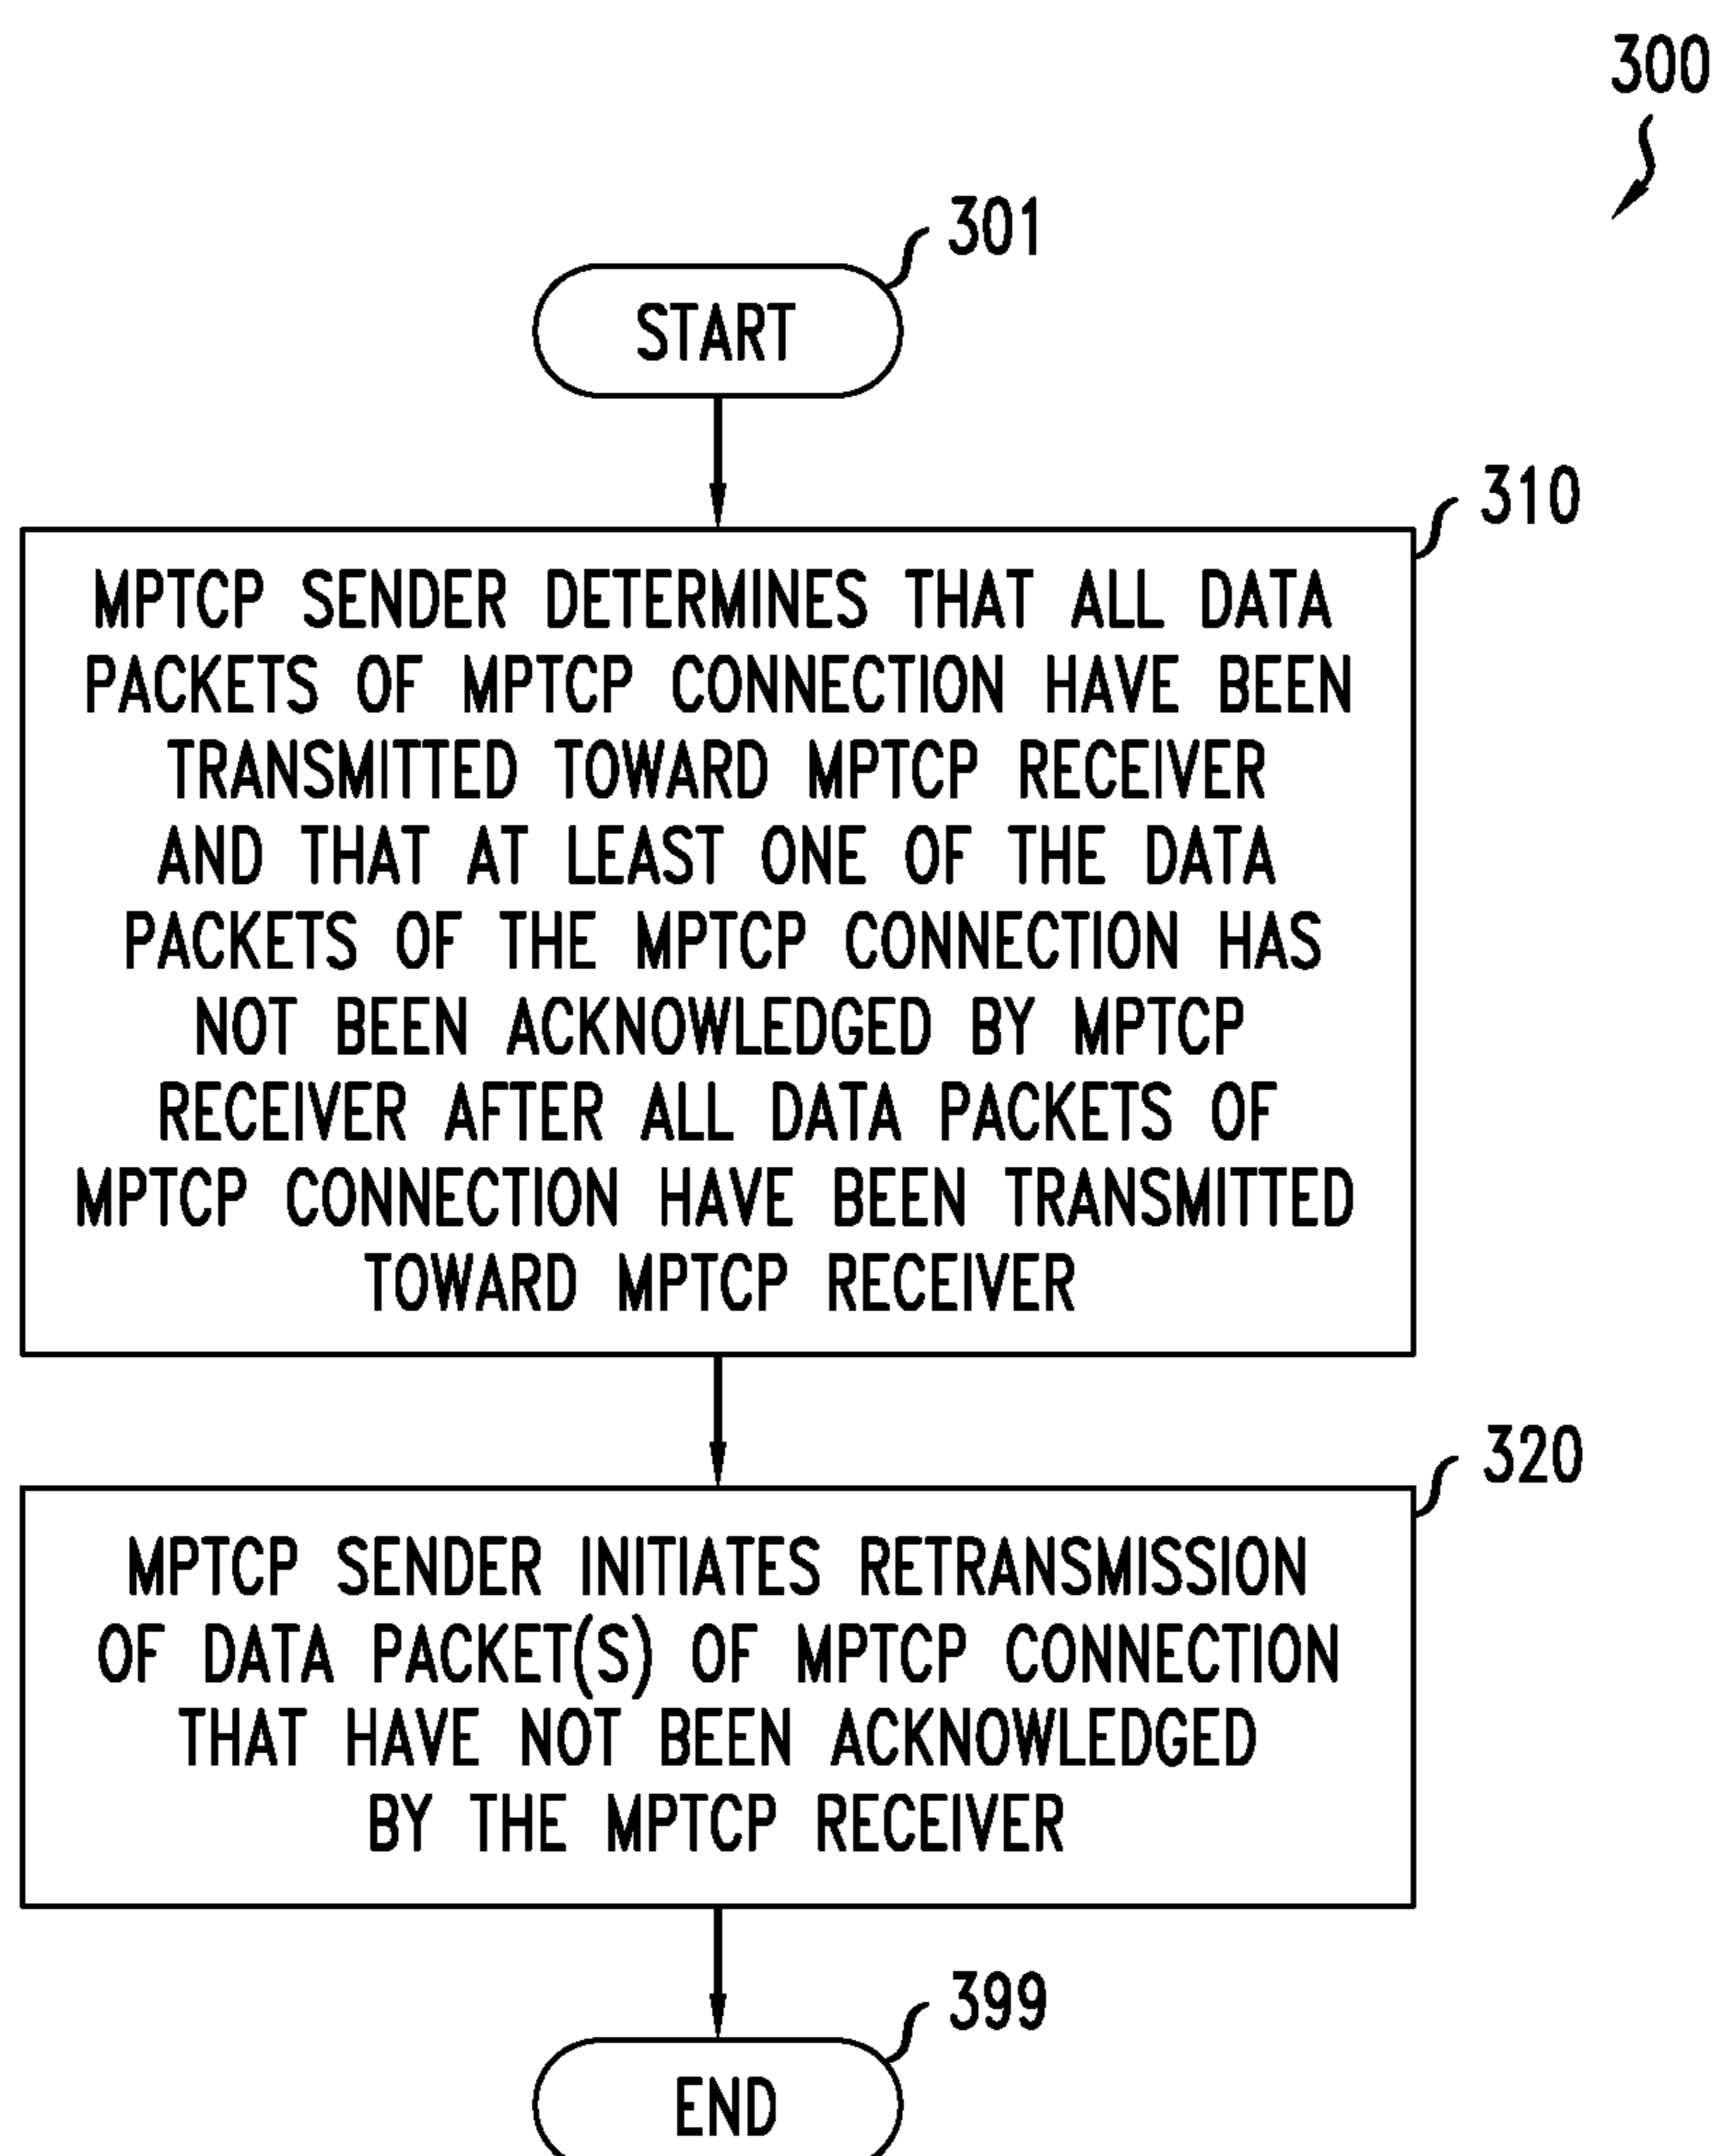 300
301
START
310
MPTCP SENDER DETERMINES THAT ALL DATA
PACKETS OF MPTCP CONNECTION HAVE BEEN
TRANSMITTED TOWARD MPTCP RECEIVER
AND THAT AT LEAST ONE OF THE DATA
PACKETS OF THE MPTCP CONNECTION HAS
NOT BEEN ACKNOWLEDGED BY MPTCP
RECEIVER AFTER ALL DATA PACKETS OF
MPTCP CONNECTION HAVE BEEN TRANSMITTED
TOWARD MPTCP RECEIVER
320
MPTCP SENDER INITIATES RETRANSMISSION
OF DATA PACKET(S) OF MPTCP CONNECTION
THAT HAVE NOT BEEN ACKNOWLEDGED
BY THE MPTCP RECEIVER
399
END